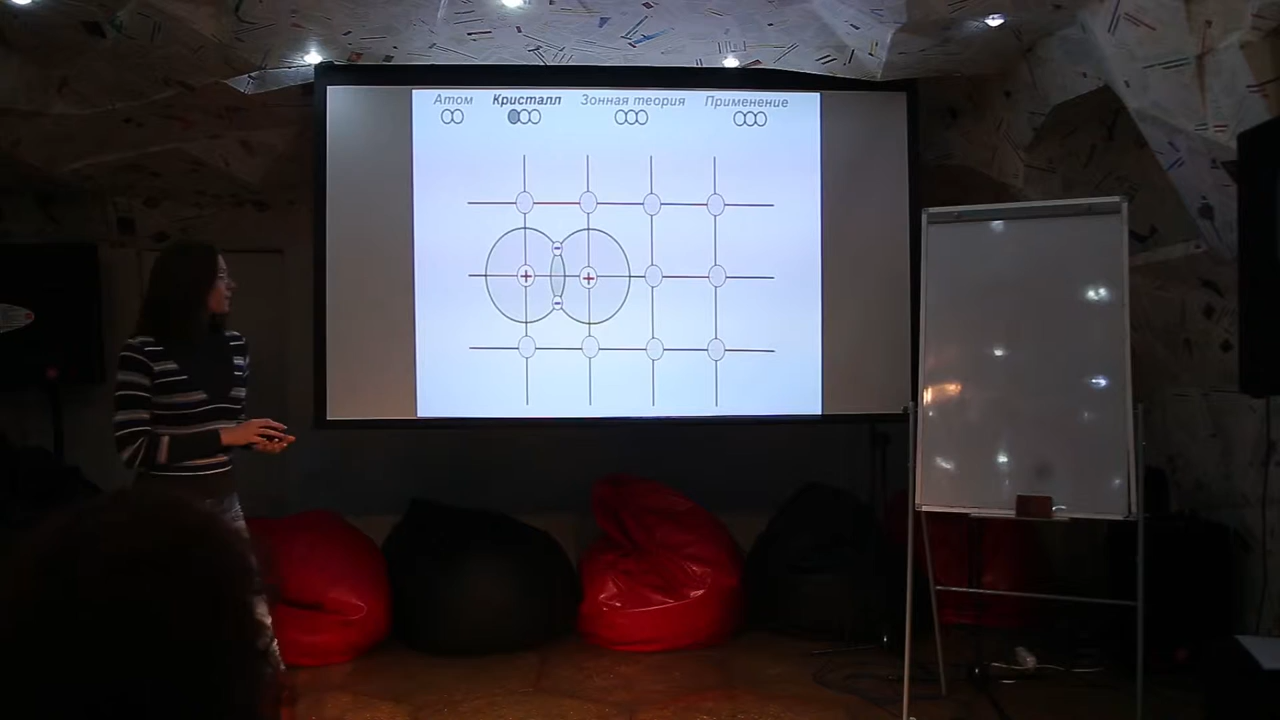 Атом Кристалл Зонная теория Применение
+ - +
-